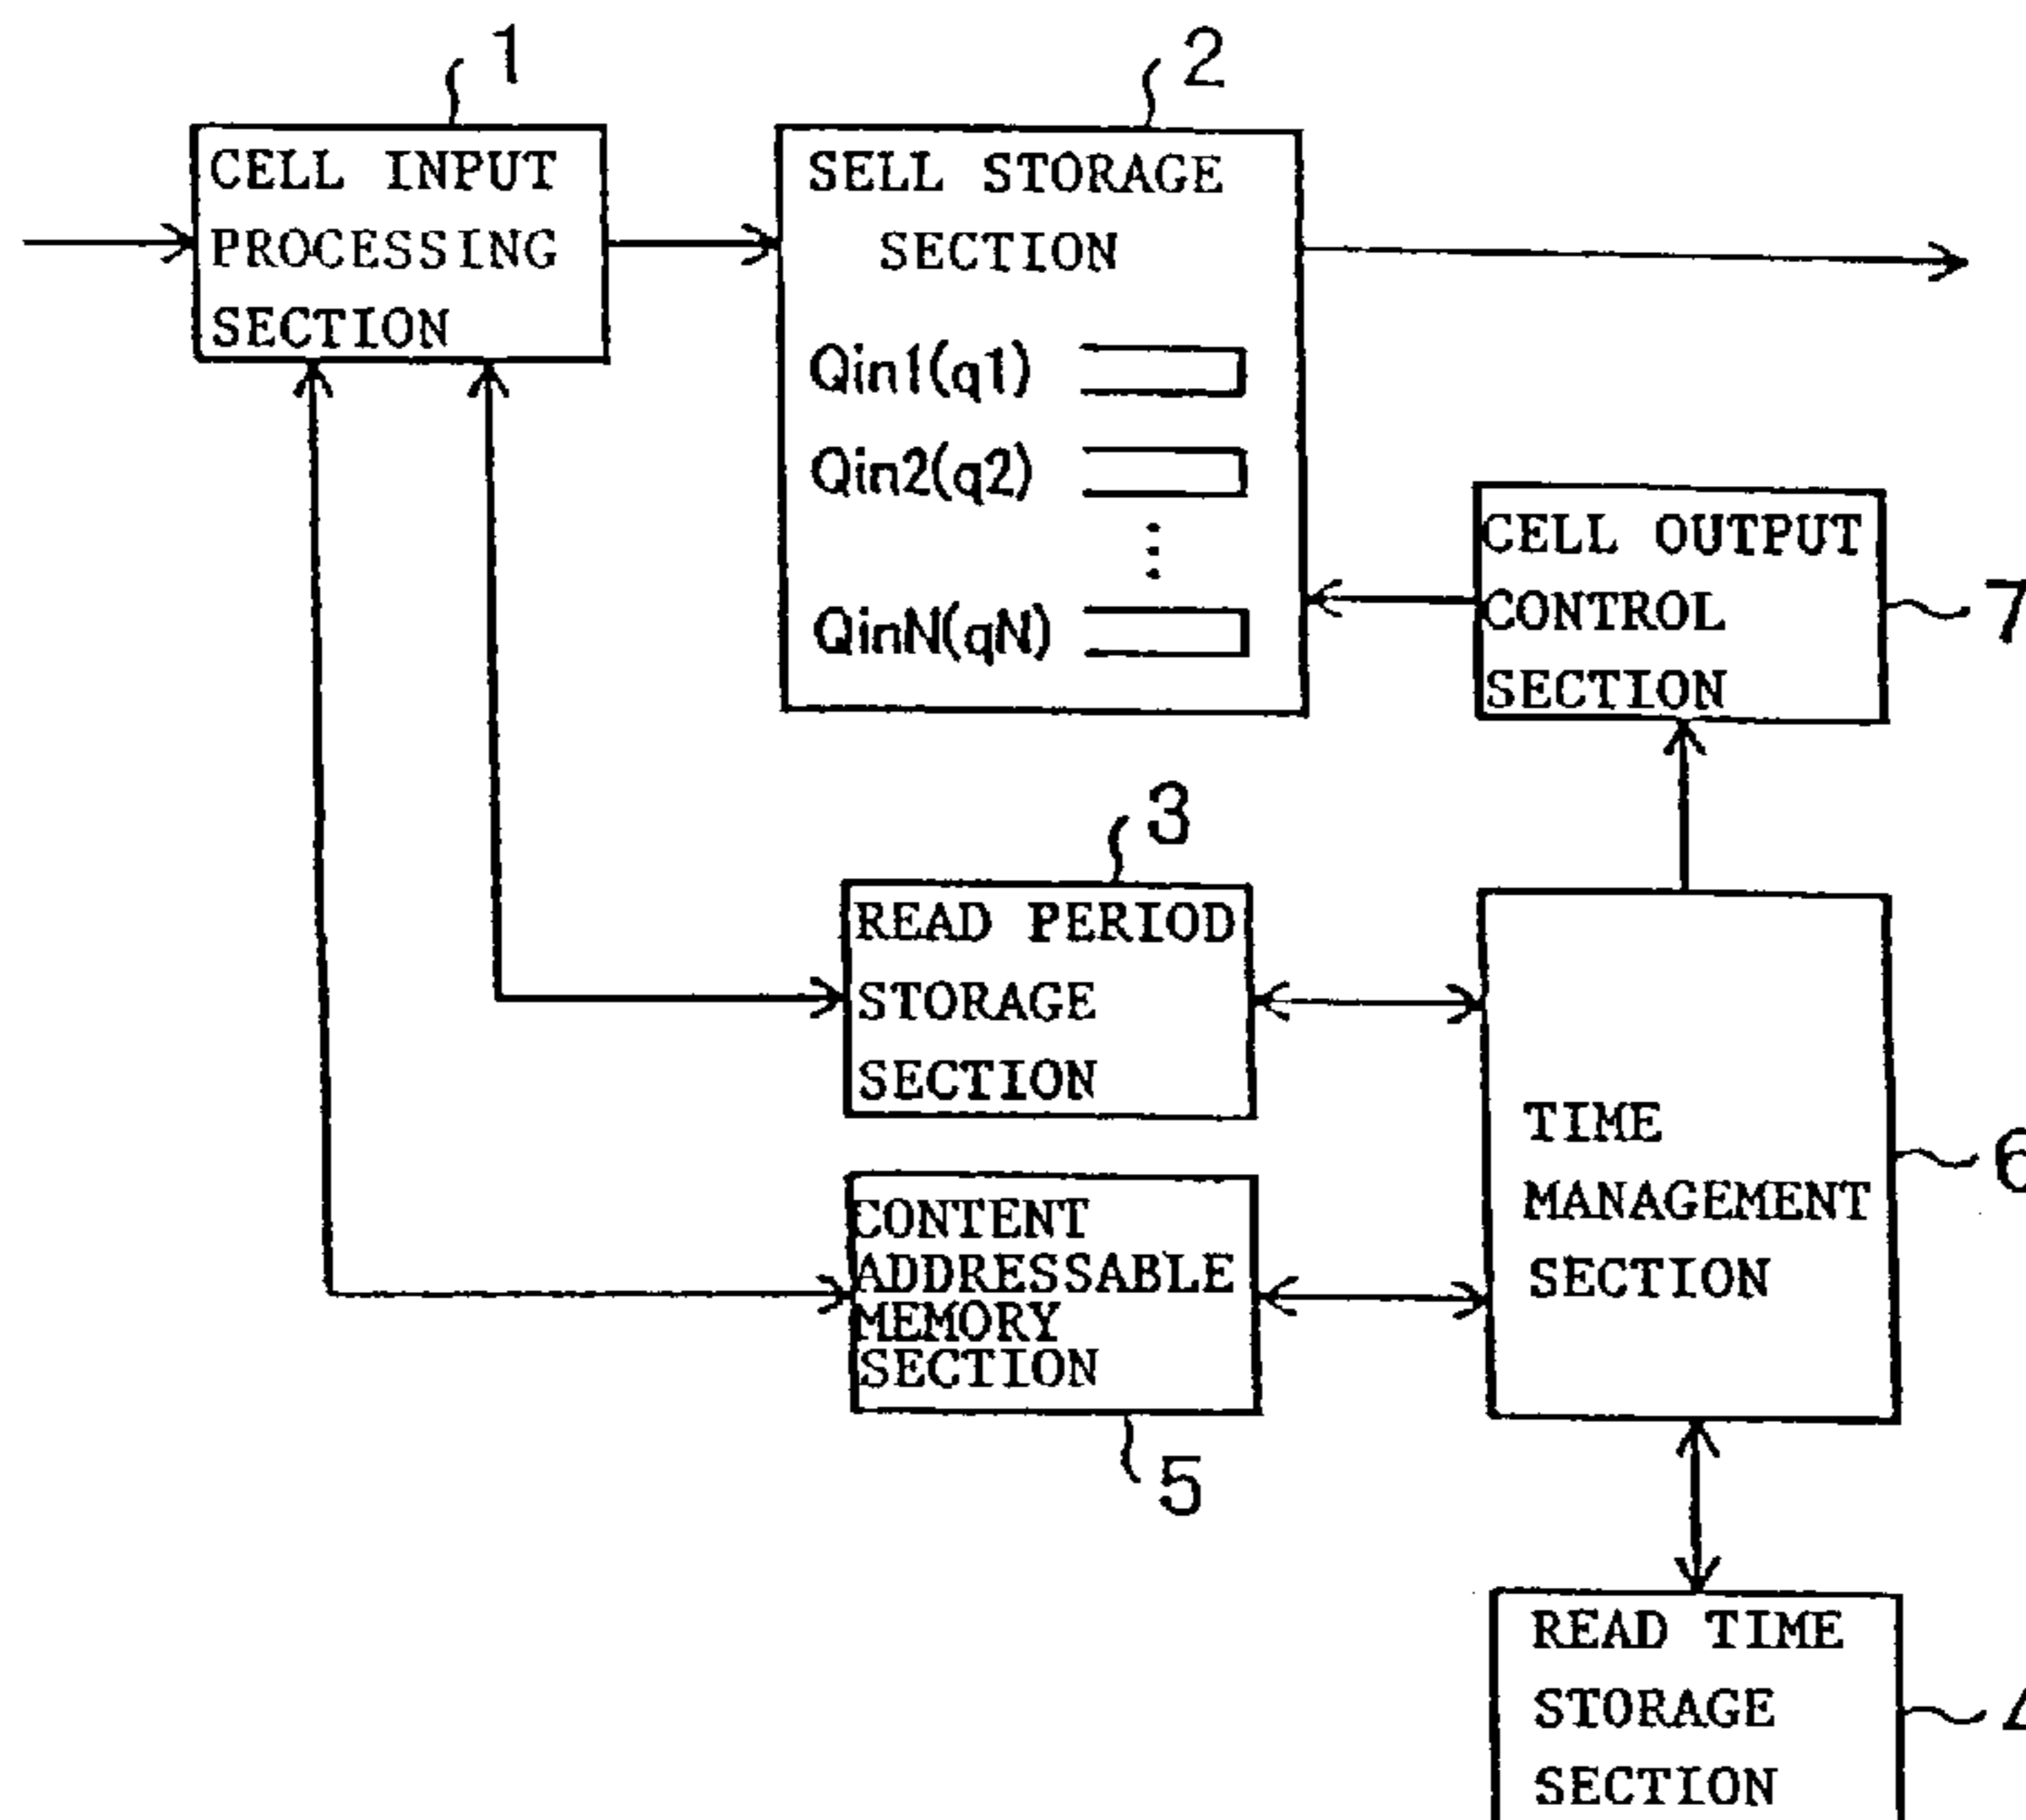 1
CELL INPUT
PROCESSING
SECTION
2
SELL STORAGE
SECTION
Qin1(q1)
Qin2(q2)
QinN(qN)
CELL OUTPUT
CONTROL
SECTION
7
3
READ PERIOD
STORAGE
SECTION
TIME
MANAGEMENT
SECTION
6
CONTENT
ADDRESSABLE
MEMORY
SECTION
5
READ TIME
STORAGE
SECTION
4